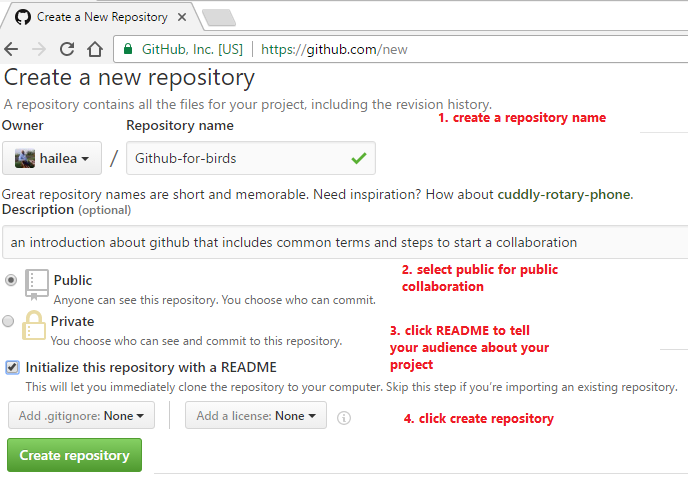 Create a New Repository
GitHub, Inc. [US] https://github.com/new
Create a new repository
A repository contains all the files for your project, including the revision history.
1. create a repository name
Owner Repository name
hailea / Github-for-birds
Great repository names are short and memorable. Need inspiration? How about cuddly-rotary-phone.
Description (optional)
an introduction about github that includes common terms and steps to start a collaboration
2. select public for public
collaboration
Public
Anyone can see this repository. You choose who can commit.
Private
You choose who can see and commit to this repository.
3. click README to tell
your audience about your
project
Initialize this repository with a README
This will let you immediately clone the repository to your computer. Skip this step if you're importing an existing repository.
Add .gitignore: None Add a license: None
4. click create repository
Create repository